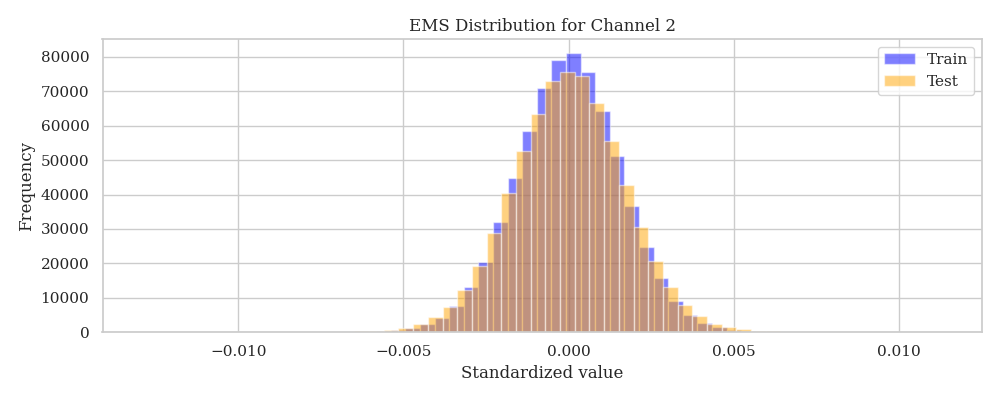 EMS Distribution for Channel 2
80000
70000
60000
50000
40000
30000
20000
10000
0
Frequency
Train
Test
−0.010
−0.005
0.000
0.005
0.010
Standardized value